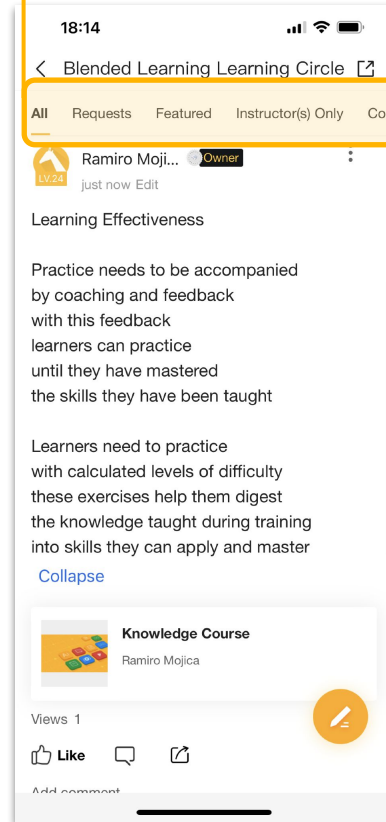 18:14
Blended Learning Learning Circle
All Requests Featured Instructor(s) Only Co
Ramiro Moji... Owner
LV.24
just now Edit
Learning Effectiveness
Practice needs to be accompanied
by coaching and feedback
with this feedback
learners can practice
until they have mastered
the skills they have been taught
Learners need to practice
with calculated levels of difficulty
these exercises help them digest
the knowledge taught during training
into skills they can apply and master
Collapse
Knowledge Course
Ramiro Mojica
Views 1
Like
Add comment